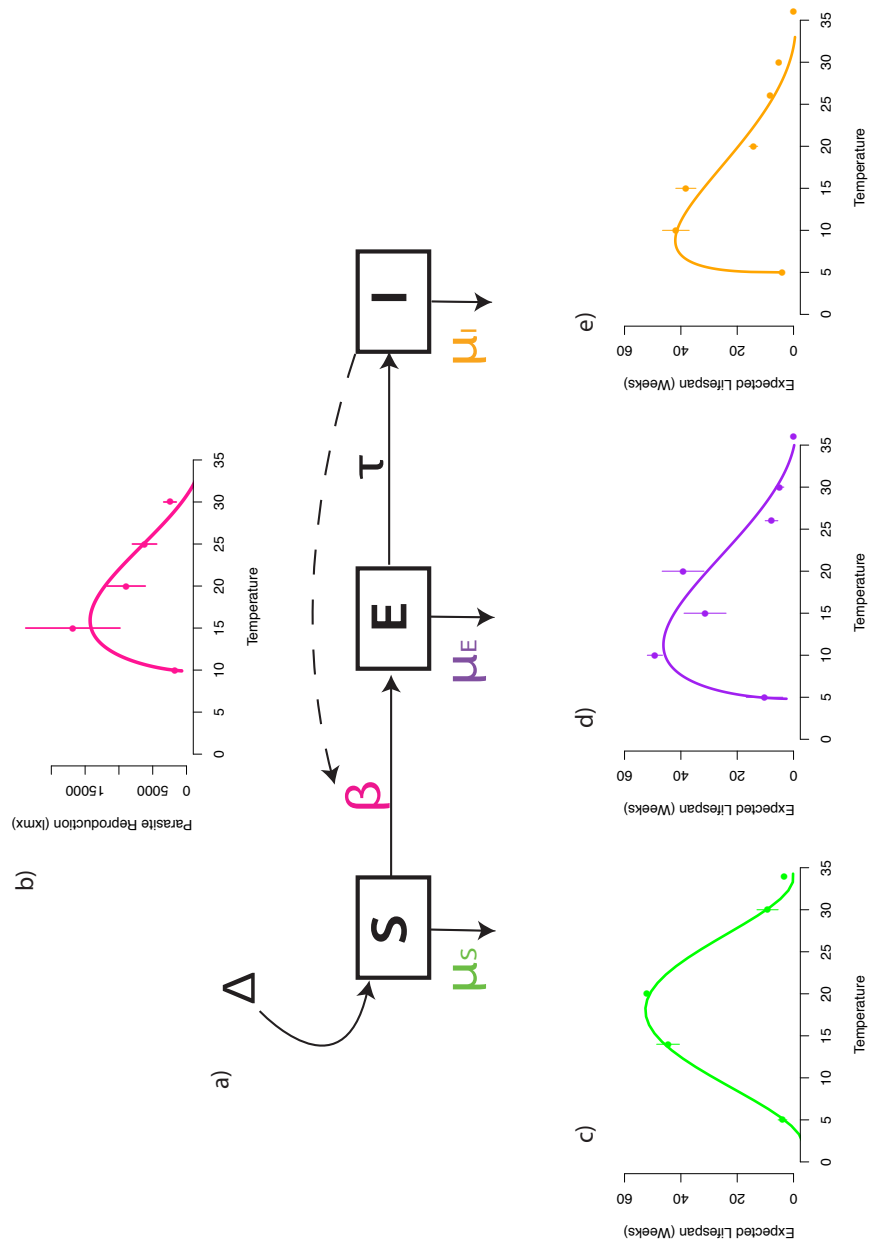 a)
Δ
S
β
E
τ
I
μS
μE
μI
b)
Parasite Reproduction (lxmx)
0 5000 15000
0 5 10 15 20 25 30 35
Temperature
c)
Expected Lifespan (Weeks)
0 20 40 60
0 5 10 15 20 25 30 35
Temperature
d)
Expected Lifespan (Weeks)
0 20 40 60
0 5 10 15 20 25 30 35
Temperature
e)
Expected Lifespan (Weeks)
0 20 40 60
0 5 10 15 20 25 30 35
Temperature